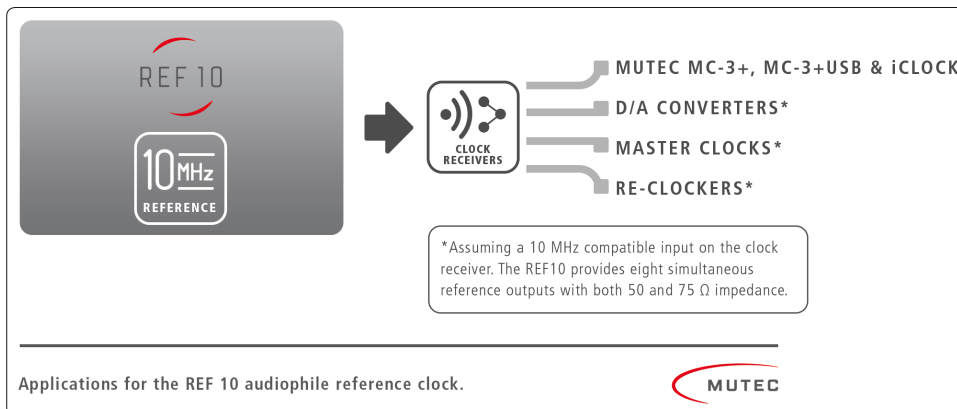 REF 10
10 MHz
REFERENCE
CLOCK
RECEIVERS
MUTEC MC-3+, MC-3+USB & iCLOCK
D/A CONVERTERS*
MASTER CLOCKS*
RE-CLOCKERS*
*Assuming a 10 MHz compatible input on the clock
receiver. The REF10 provides eight simultaneous
reference outputs with both 50 and 75 Ω impedance.
Applications for the REF 10 audiophile reference clock.
MUTEC